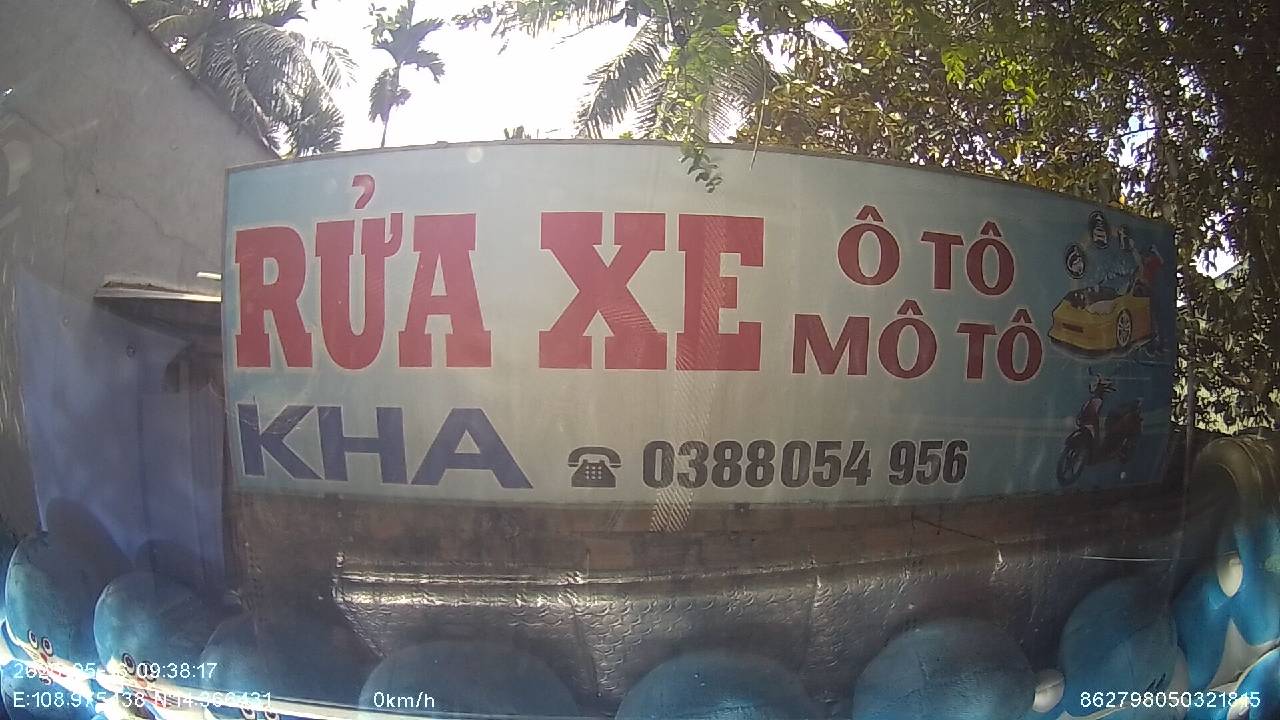 RỬA XE
Ô TÔ
MÔ TÔ
KHA
0388054 956
09:38:17
0km/h
862798050321845